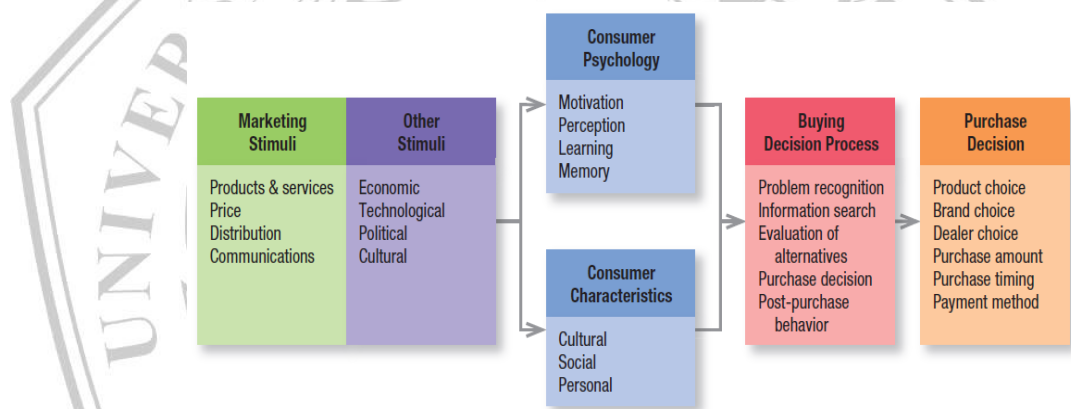 Marketing
Stimuli
Products & services
Price
Distribution
Communications
Other
Stimuli
Economic
Technological
Political
Cultural
Consumer
Psychology
Motivation
Perception
Learning
Memory
Consumer
Characteristics
Cultural
Social
Personal
Buying
Decision Process
Problem recognition
Information search
Evaluation of
alternatives
Purchase decision
Post-purchase
behavior
Purchase
Decision
Product choice
Brand choice
Dealer choice
Purchase amount
Purchase timing
Payment method